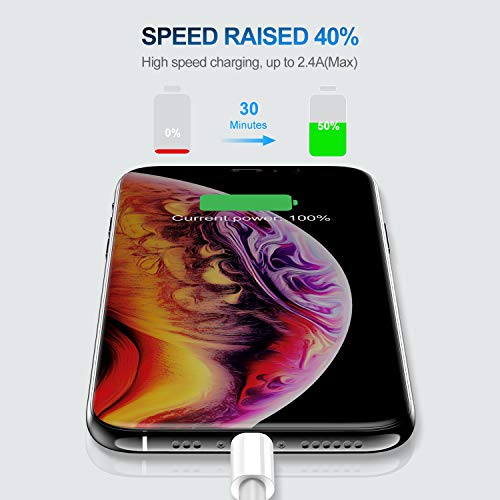 SPEED RAISED 40%
High speed charging, up to 2.4A(Max)
30
Minutes
0%
50%
Current power: 100%